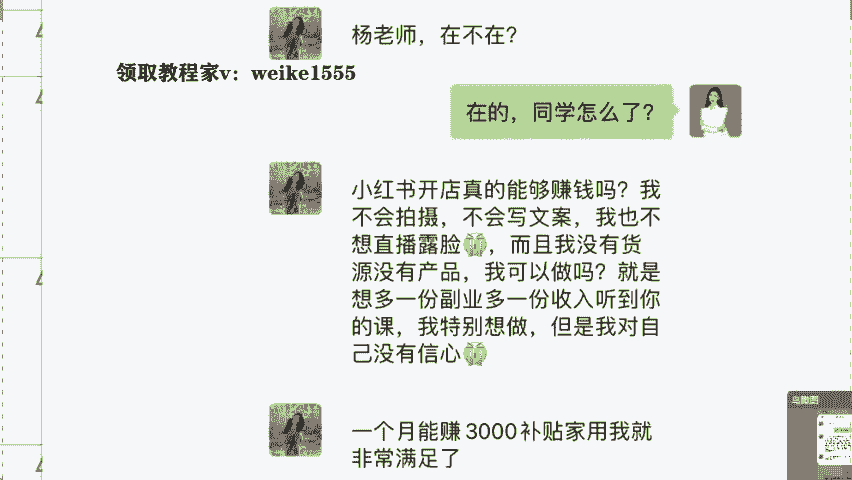 杨老师，在不在？
领取教程家v：weike1555
在的，同学怎么了？
小红书开店真的能够赚钱吗？我
不会拍摄，不会写文案，我也不
想直播露脸，而且我没有货
源没有产品，我可以做吗？就是
想多一份副业多一份收入听到你
的课，我特别想做，但是我对自
己没有信心
一个月能赚3000补贴家用我就
非常满足了